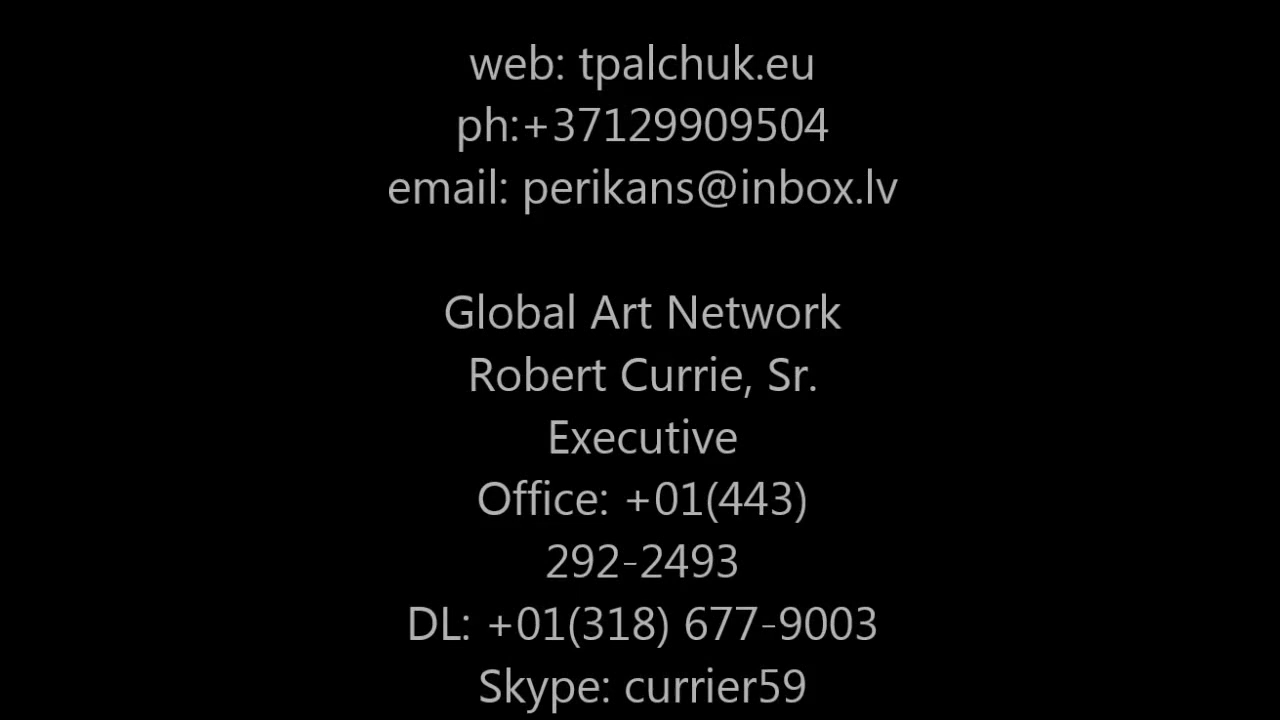 web: tpalchuk.eu
ph:+37129909504
email: perikans@inbox.lv
Global Art Network
Robert Currie, Sr.
Executive
Office: +01(443)
292-2493
DL: +01(318) 677-9003
Skype: currier59